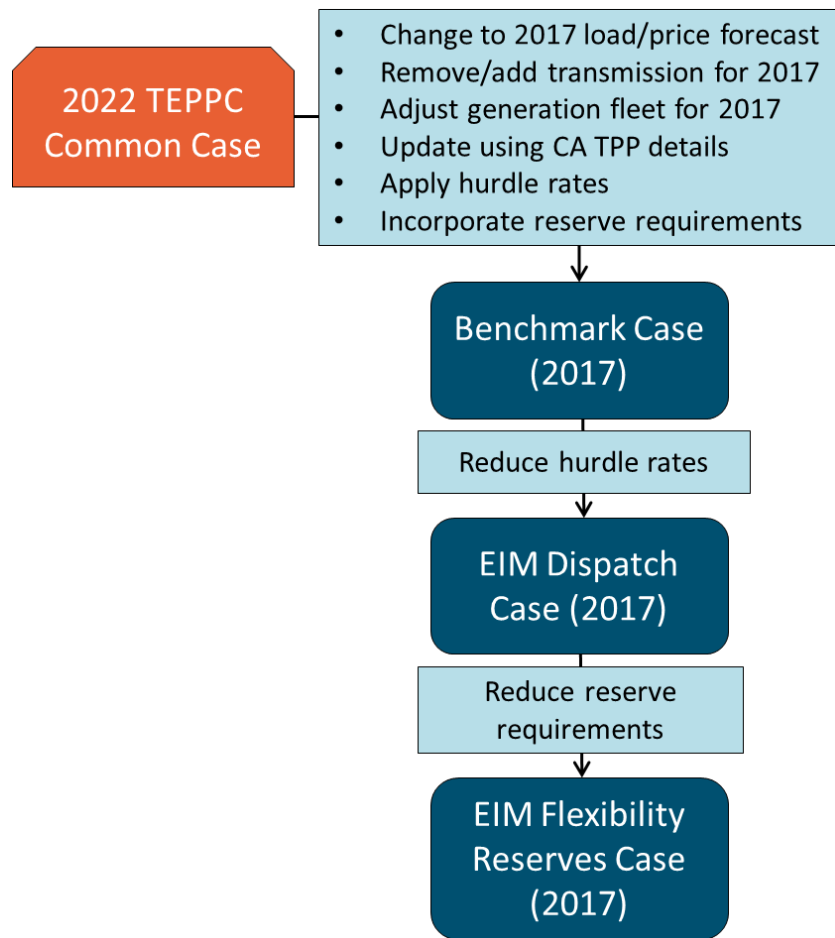 2022 TEPPC
Common Case
• Change to 2017 load/price forecast
• Remove/add transmission for 2017
• Adjust generation fleet for 2017
• Update using CA TPP details
• Apply hurdle rates
• Incorporate reserve requirements
Benchmark Case
(2017)
Reduce hurdle rates
EIM Dispatch
Case (2017)
Reduce reserve
requirements
EIM Flexibility
Reserves Case
(2017)